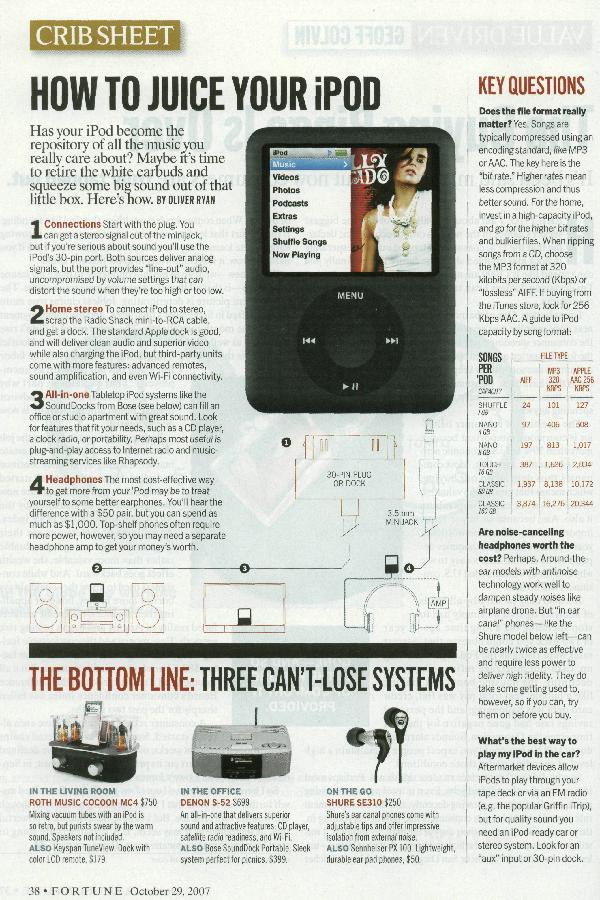 CRIB SHEET
HOW TO JUICE YOUR iPOD
Has your iPod become the
repository of all the music you
really care about? Maybe it's time
to retire the white earbuds and
squeeze some big sound out of that
little box. Here's how. BY OLIVER RYAN
1 Connections Start with the plug. You
can get a stereo signal out of the minijack,
but if you're serious about sound you'll use the
iPod's 30-pin port. Both sources deliver analog
signals, but the port provides "line-out" audio,
uncompromised by volume settings that can
distort the sound when they're too high or too low.
2 Home stereo To connect iPod to stereo,
scrap the Radio Shack mini-to-RCA cable,
and get a dock. The standard Apple dock is good,
and will deliver clean audio and superior video
while also charging the iPod, but third-party units
come with more features: advanced remotes,
sound amplification, and even Wi-Fi connectivity.
3 All-in-one Tabletop iPod systems like the
SoundDocks from Bose (see below) can fill an
office or studio apartment with great sound. Look
for features that fit your needs, such as a CD player,
a clock radio, or portability. Perhaps most useful is
plug-and-play access to Internet radio and music-
streaming services like Rhapsody.
4 Headphones The most cost-effective way
to get more from your iPod may be to treat
yourself to some better earphones. You'll hear the
difference with a $50 pair, but you can spend as
much as $1,000. Top-shelf phones often require
more power, however, so you may need a separate
headphone amp to get your money's worth.
iPod
Music
Videos
Photos
Podcasts
Extras
Settings
Shuffle Songs
Now Playing
MENU
1
30-PIN PLUG
OR DOCK
3.5 mm
MINIJACK
2
3
4
AMP
THE BOTTOM LINE: THREE CAN'T-LOSE SYSTEMS
IN THE LIVING ROOM
ROTH MUSIC COCOON MC4 $750
Mixing vacuum tubes with an iPod is
so retro, but purists swear by the warm
sound. Speakers not included.
ALSO Keyspan TuneView. Dock with
color LCD remote, $179.
IN THE OFFICE
DENON S-52 $699
An all-in-one that delivers superior
sound and attractive features: CD player,
satellite radio readiness, and Wi-Fi.
ALSO Bose SoundDock Portable. Sleek
system perfect for picnics, $399.
ON THE GO
SHURE SE310 $250
Shure's ear canal phones come with
adjustable tips and offer impressive
isolation from external noise.
ALSO Sennheiser PX 100. Lightweight,
durable ear pad phones, $50.
KEY QUESTIONS
Does the file format really
matter? Yes. Songs are
typically compressed using an
encoding standard, like MP3
or AAC. The key here is the
"bit rate." Higher rates mean
less compression and thus
better sound. For the home,
invest in a high-capacity iPod,
and go for the higher bit rates
and bulkier files. When ripping
songs from a CD, choose
the MP3 format at 320
kilobits per second (Kbps) or
"lossless" AIFF. If buying from
the iTunes store, look for 256
Kbps AAC. A guide to iPod
capacity by song format:
SONGS PER 'POD CAPACITY
FILE TYPE
AIFF MP3 320 KBPS APPLE AAC 256 KBPS
SHUFFLE 1 GB 24 101 127
NANO 4 GB 97 406 508
NANO 8 GB 197 813 1,017
TOUCH 16 GB 387 1,626 2,034
CLASSIC 80 GB 1,937 8,138 10,172
CLASSIC 160 GB 3,874 16,276 20,344
Are noise-canceling
headphones worth the
cost? Perhaps. Around-the-
ear models with antinoise
technology work well to
dampen steady noises like
airplane drone. But "in ear
canal" phones—like the
Shure model below left—can
be nearly twice as effective
and require less power to
deliver high fidelity. They do
take some getting used to,
however, so if you can, try
them on before you buy.
What's the best way to
play my iPod in the car?
Aftermarket devices allow
iPods to play through your
tape deck or via an FM radio
(e.g. the popular Griffin iTrip),
but for quality sound you
need an iPod-ready car or
stereo system. Look for an
"aux" input or 30-pin dock.
38 • FORTUNE October 29, 2007